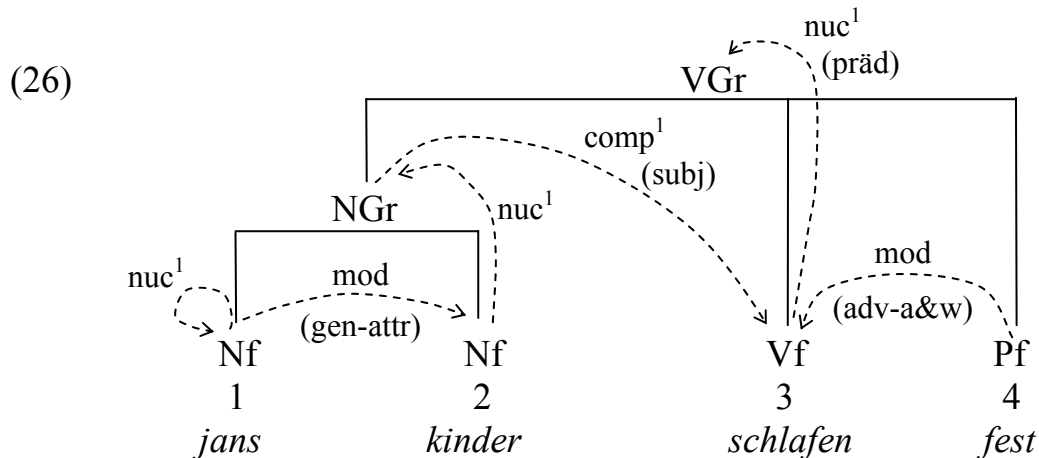 (26)
nuc¹
(präd)
VGr
comp¹
(subj)
NGr
nuc¹
nuc¹
mod
(gen-attr)
mod
(adv-a&w)
Nf Nf Vf Pf
1 2 3 4
jans kinder schlafen fest